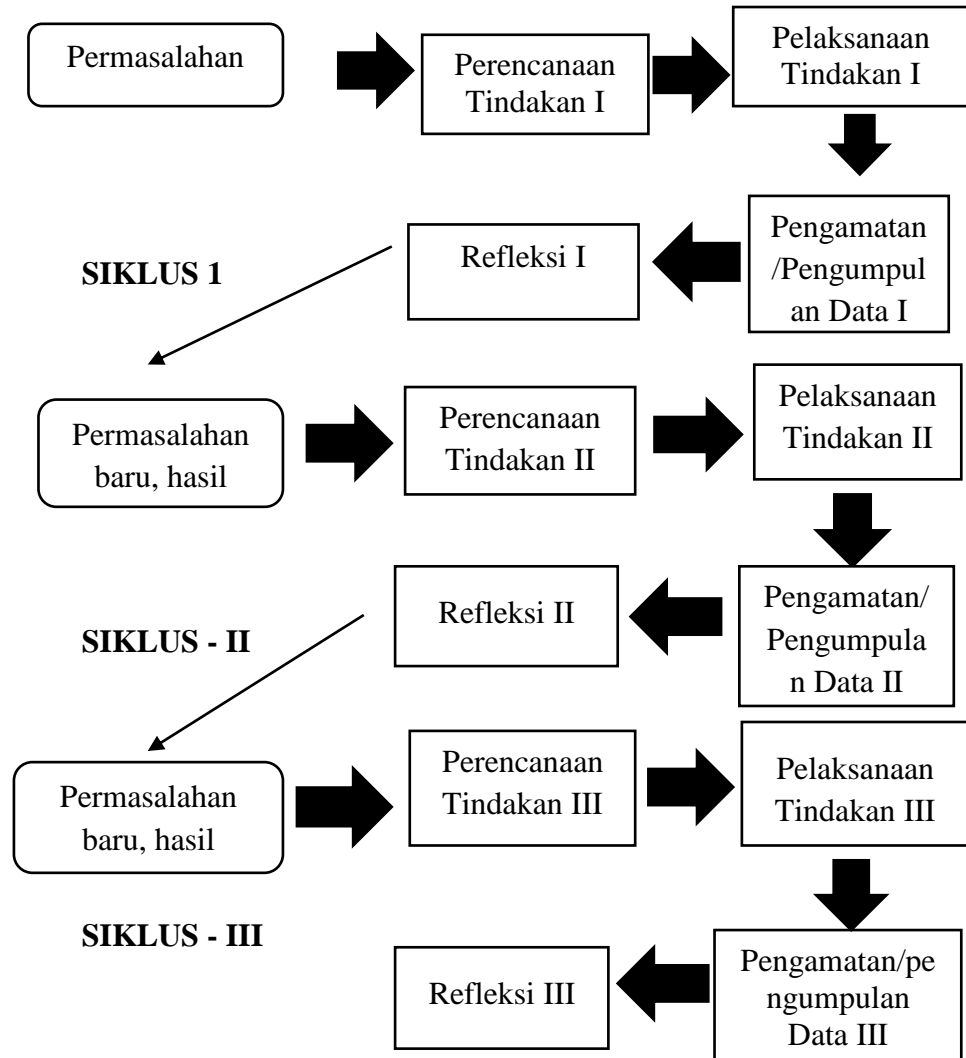 Permasalahan
Perencanaan
Tindakan I
Pelaksanaan
Tindakan I
SIKLUS 1
Refleksi I
Pengamatan
/Pengumpul
an Data I
Permasalahan
baru, hasil
Perencanaan
Tindakan II
Pelaksanaan
Tindakan II
SIKLUS - II
Refleksi II
Pengamatan/
Pengumpula
n Data II
Permasalahan
baru, hasil
Perencanaan
Tindakan III
Pelaksanaan
Tindakan III
SIKLUS - III
Refleksi III
Pengamatan/pe
ngumpulan
Data III